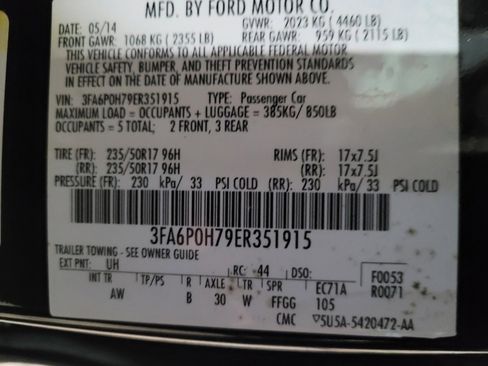 MFD. BY FORD MOTOR CO.
DATE: 05/14 GVWR: 2023 KG ( 4460 LB)
FRONT GAWR: 1068 KG ( 2355 LB) REAR GAWR: 959 KG ( 2115 LB)
THIS VEHICLE CONFORMS TO ALL APPLICABLE FEDERAL MOTOR
VEHICLE SAFETY, BUMPER, AND THEFT PREVENTION STANDARDS
IN EFFECT ON THE DATE OF MANUFACTURE SHOWN ABOVE.
VIN: 3FA6P0H79ER351915 TYPE: Passenger Car
MAXIMUM LOAD = OCCUPANTS + LUGGAGE = 385KG/ 850LB
OCCUPANTS = 5 TOTAL; 2 FRONT, 3 REAR
TIRE (FR): 235/50R17 96H RIMS (FR): 17x7.5J
(RR): 235/50R17 96H (RR): 17x7.5J
PRESSURE (FR): 230 kPa/ 33 PSI COLD (RR): 230 kPa/ 33 PSI COLD
3FA6P0H79ER351915
TRAILER TOWING - SEE OWNER GUIDE
EXT PNT: UH RC: 44 DSO: F0053
INT TR TP/PS R AXLE TR SPR EC71A R0071
AW B 30 W FFGG 105
CMC 5U5A-5420472-AA